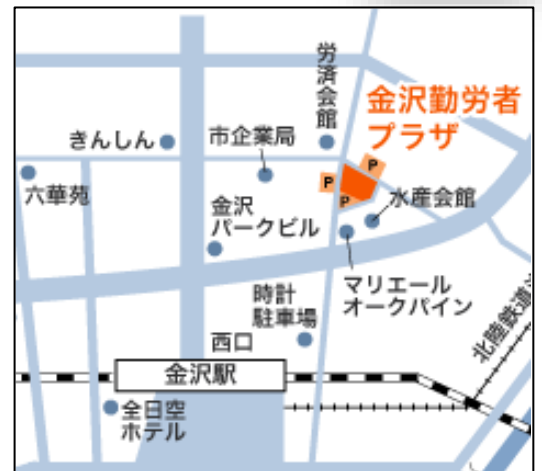 労済会館
金沢勤労者
プラザ
きんしん
市企業局
P
P
P
六華苑
水産会館
金沢
パークビル
マリエール
オークパイン
時計
駐車場
西口
北陸鉄道
金沢駅
全日空
ホテル